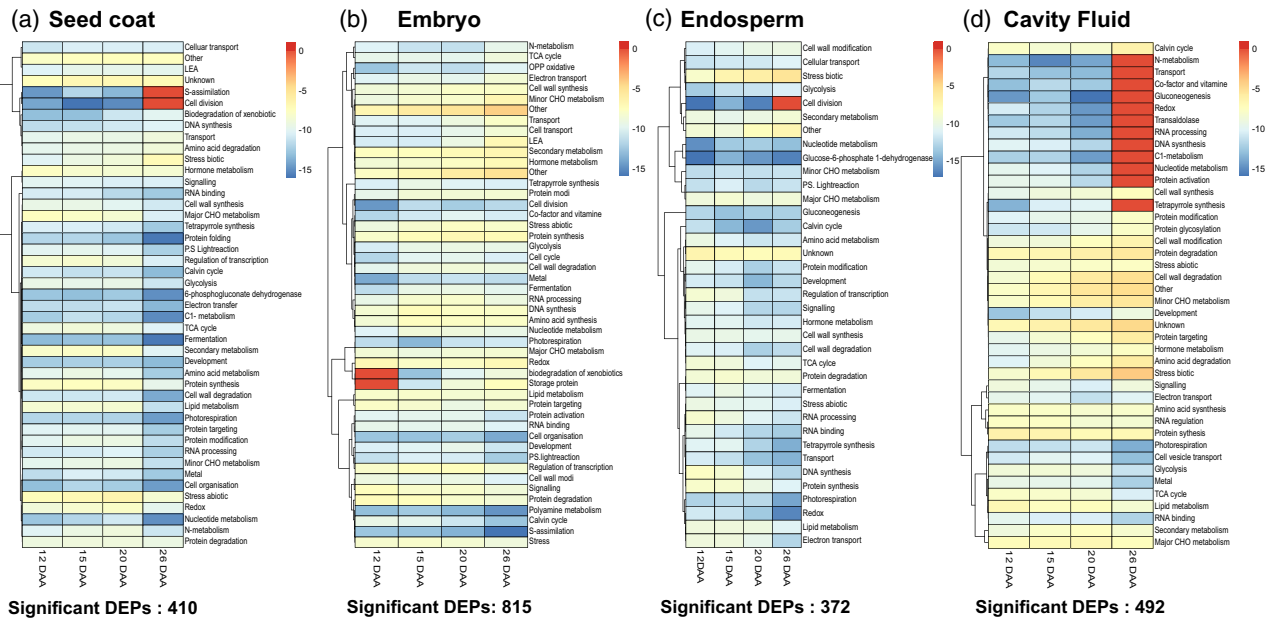 (a) Seed coat
Celluar transport
Other
LEA
Unknown
S-assimilation
Cell division
Biodegradation of xenobiotic
DNA synthesis
Transport
Amino acid degradation
Stress biotic
Hormone metabolism
Signalling
RNA binding
Cell wall synthesis
Major CHO metabolism
Tetrapyrrole synthesis
Protein folding
P.S Lightreaction
Regulation of transcription
Calvin cycle
Glycolysis
6-phosphogluconate dehydrogenase
Electron transfer
C1- metabolism
TCA cycle
Fermentation
Secondary metabolism
Development
Amino acid metabolism
Protein synthesis
Cell wall degradation
Lipid metabolism
Photorespiration
Protein targeting
Protein modification
RNA processing
Minor CHO metabolism
Metal
Cell organisation
Stress abiotic
Redox
Nucleotide metabolism
N-metabolism
Protein degradation
0
-5
-10
-15
12 DAA
15 DAA
20 DAA
26 DAA
Significant DEPs : 410
(b) Embryo
N-metabolism
TCA cycle
OPP oxidative
Electron transport
Cell wall synthesis
Minor CHO metabolism
Other
Transport
Cell transport
LEA
Secondary metabolism
Hormone metabolism
Other
Tetrapyrrole synthesis
Protein modi
Cell division
Co-factor and vitamine
Stress abiotic
Protein synthesis
Glycolysis
Cell cycle
Cell wall degradation
Metal
Fermentation
RNA processing
DNA synthesis
Amino acid synthesis
Nucleotide metabolism
Photorespiration
Major CHO metabolism
Redox
biodegradation of xenobiotics
Storage protein
Lipid metabolism
Protein targeting
Protein activation
RNA binding
Cell organisation
Development
PS.lightreaction
Regulation of transcription
Cell wall modi
Signalling
Protein degradation
Polyamine metabolism
Calvin cycle
S-assimilation
Stress
0
-5
-10
-15
12 DAA
15 DAA
20 DAA
26 DAA
Significant DEPs: 815
(c) Endosperm
Cell wall modification
Cellular transport
Stress biotic
Glycolysis
Cell division
Secondary metabolism
Other
Nucleotide metabolism
Glucose-6-phosphate 1-dehydrogenase
Minor CHO metabolism
PS. Lightreaction
Major CHO metabolism
Gluconeogenesis
Calvin cycle
Amino acid metabolism
Unknown
Protein modification
Development
Regulation of transcription
Signalling
Hormone metabolism
Cell wall synthesis
Cell wall degradation
TCA cylce
Protein degradation
Fermentation
Stress abiotic
RNA processing
RNA binding
Tetrapyrrole synthesis
Transport
DNA synthesis
Protein synthesis
Photorespiration
Redox
Lipid metabolism
Electron transport
0
-5
-10
-15
12DAA
15 DAA
20 DAA
26 DAA
Significant DEPs : 372
(d) Cavity Fluid
Calvin cycle
N-metabolism
Transport
Co-factor and vitamine
Gluconeogenesis
Redox
Transaldolase
RNA processing
DNA sysnthesis
C1-metabolism
Nucleotide metabolism
Protein activation
Cell wall synthesis
Tetrapyrrole synthesis
Protein modification
Protein glycosylation
Cell wall modification
Protein degradation
Stress abiotic
Cell wall degradation
Other
Minor CHO metabolism
Development
Unknown
Protein targeting
Hormone metabolism
Amino acid degradation
Stress biotic
Signalling
Electron transport
Amino acid sysnthesis
RNA regulation
Protein sythesis
Photorespiration
Cell vesicle transport
Glycolysis
Metal
TCA cycle
Lipid metabolism
RNA binding
Secondary metabolism
Major CHO metabolism
0
-5
-10
-15
12 DAA
15 DAA
20 DAA
26 DAA
Significant DEPs : 492